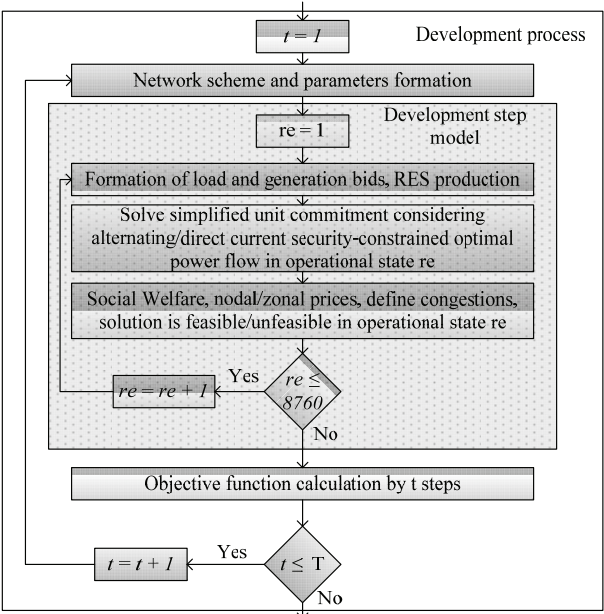 t = 1
Development process
Network scheme and parameters formation
Development step
model
re = 1
Formation of load and generation bids, RES production
Solve simplified unit commitment considering
alternating/direct current security-constrained optimal
power flow in operational state re
Social Welfare, nodal/zonal prices, define congestions,
solution is feasible/unfeasible in operational state re
re = re + 1
Yes
re ≤
8760
No
Objective function calculation by t steps
t = t + 1
Yes
t ≤ T
No